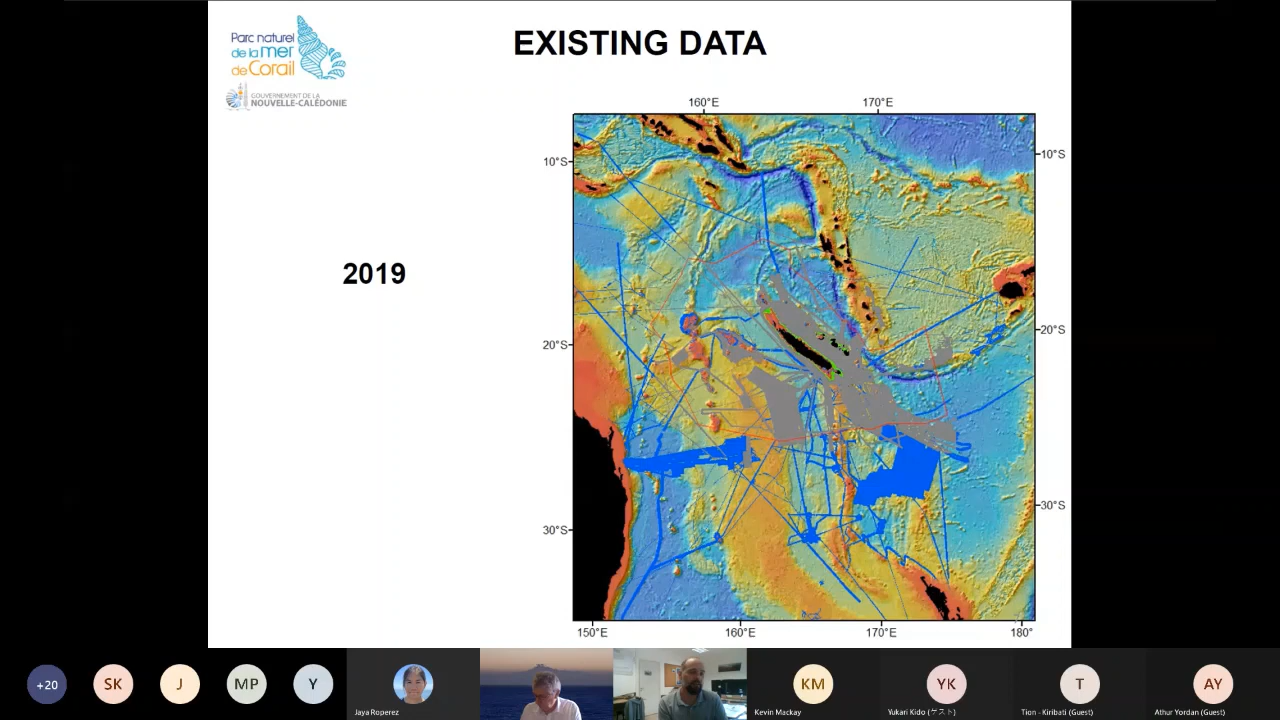 Parc naturel
de la mer
de Corail
GOUVERNEMENT DE LA
NOUVELLE-CALÉDONIE
EXISTING DATA
2019
160°E
170°E
10°S
10°S
20°S
20°S
30°S
30°S
150°E
160°E
170°E
180°
+20
SK
J
MP
Y
Jaya Roperez
KM
Kevin Mackay
YK
Yukari Kido (ゲスト)
T
Tion - Kiribati (Guest)
AY
Athur Yordan (Guest)